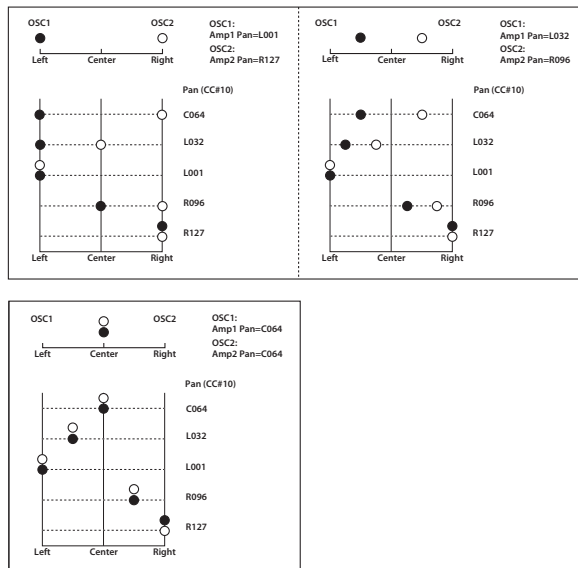 OSC1 OSC2 OSC1:
Amp1 Pan=L001
OSC2:
Amp2 Pan=R127
Left Center Right
Pan (CC#10)
C064
L032
L001
R096
R127
Left Center Right
OSC1 OSC2 OSC1:
Amp1 Pan=L032
OSC2:
Amp2 Pan=R096
Left Center Right
Pan (CC#10)
C064
L032
L001
R096
R127
Left Center Right
OSC1 OSC2 OSC1:
Amp1 Pan=C064
OSC2:
Amp2 Pan=C064
Left Center Right
Pan (CC#10)
C064
L032
L001
R096
R127
Left Center Right